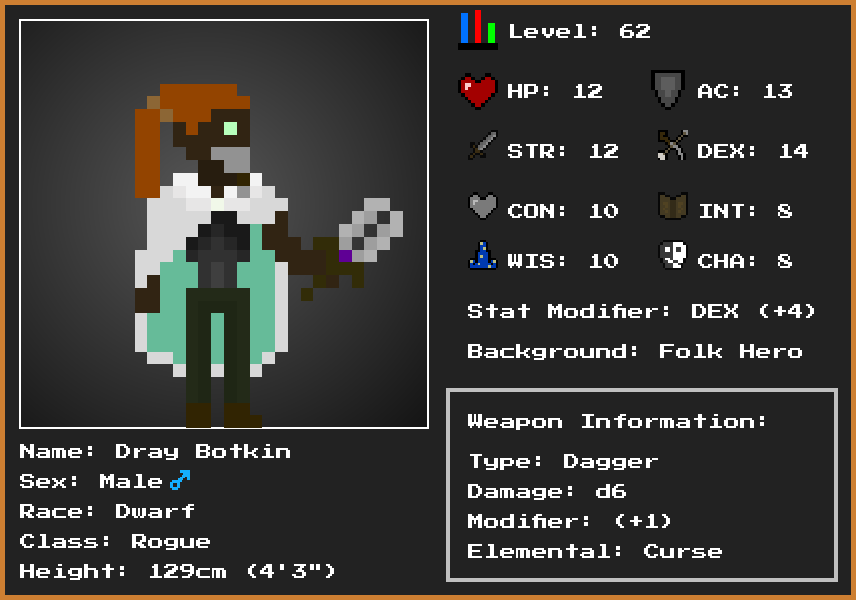 Level: 62
HP: 12
AC: 13
STR: 12
DEX: 14
CON: 10
INT: 8
WIS: 10
CHA: 8
Stat Modifier: DEX (+4)
Background: Folk Hero
Weapon Information:
Type: Dagger
Damage: d6
Modifier: (+1)
Elemental: Curse
Name: Dray Botkin
Sex: Male♂
Race: Dwarf
Class: Rogue
Height: 129cm (4'3")